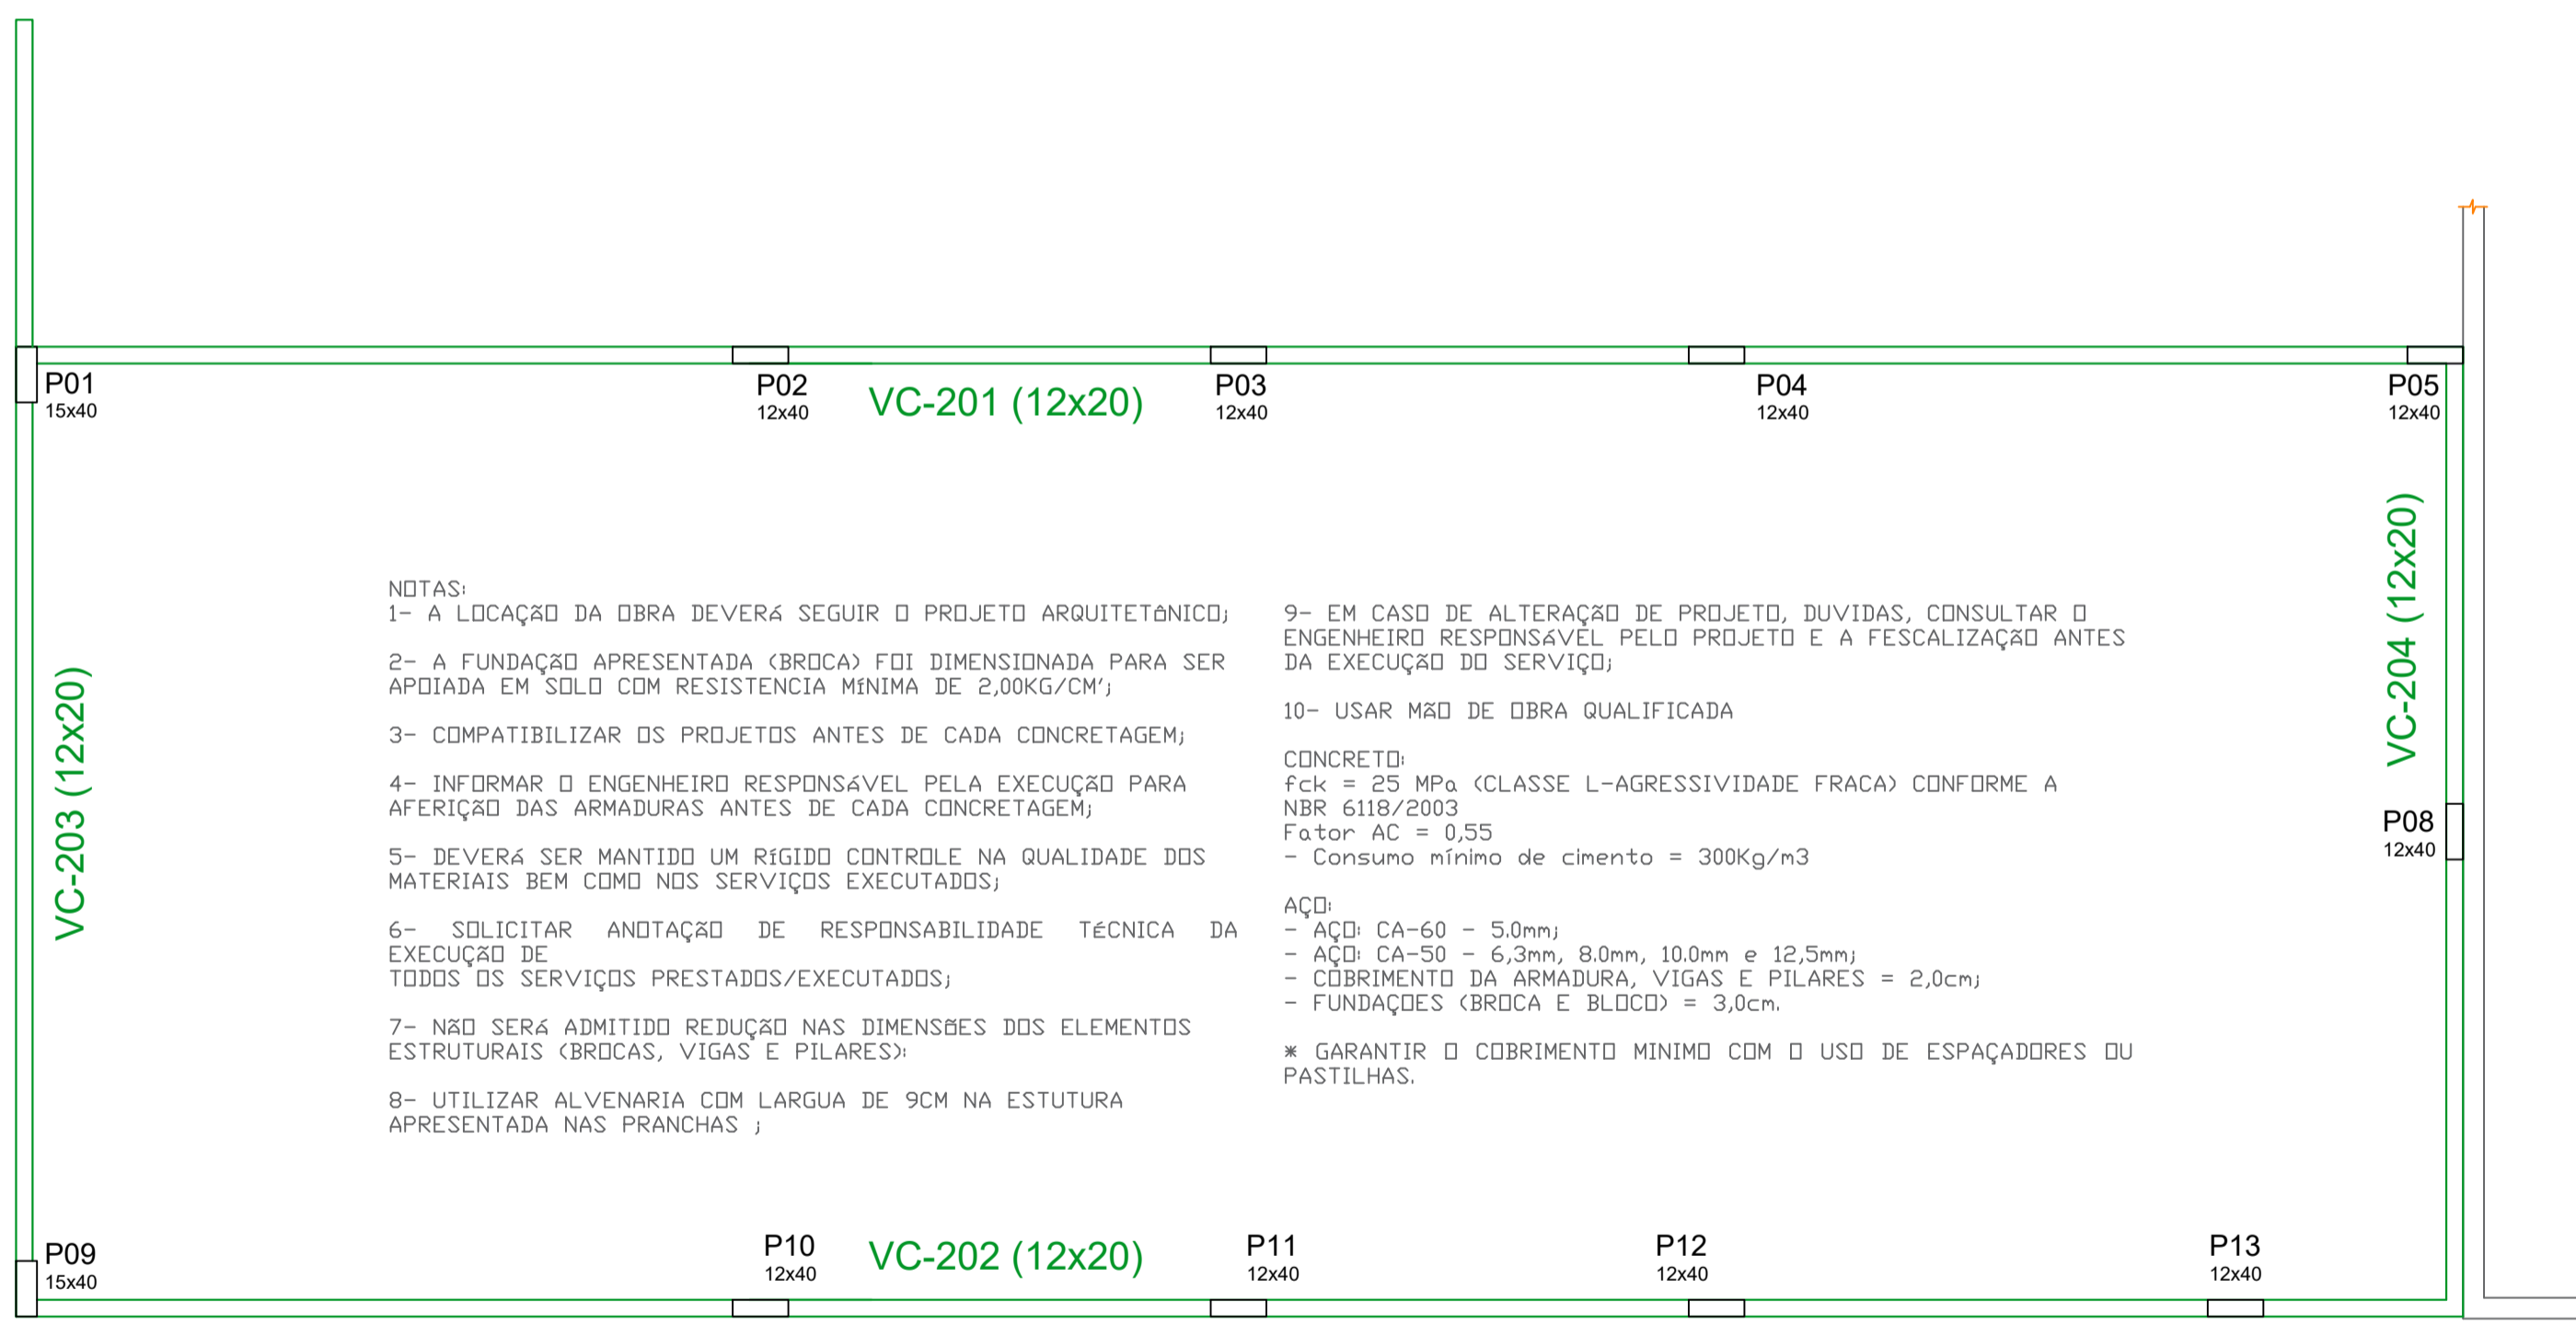 P01
15x40
P02
12x40
VC-201 (12x20)
P03
12x40
P04
12x40
P05
12x40
VC-203 (12x20)
VC-204 (12x20)
P08
12x40
NOTAS:
1- A LOCAÇãO DA OBRA DEVERá SEGUIR O PROJETO ARQUITETôNICO;
2- A FUNDAÇãO APRESENTADA (BROCA) FOI DIMENSIONADA PARA SER
APOIADA EM SOLO COM RESISTENCIA MíNIMA DE 2,00KG/CM';
3- COMPATIBILIZAR OS PROJETOS ANTES DE CADA CONCRETAGEM;
4- INFORMAR O ENGENHEIRO RESPONSáVEL PELA EXECUÇãO PARA
AFERIÇãO DAS ARMADURAS ANTES DE CADA CONCRETAGEM;
5- DEVERá SER MANTIDO UM RíGIDO CONTROLE NA QUALIDADE DOS
MATERIAIS BEM COMO NOS SERVIÇOS EXECUTADOS;
6- SOLICITAR ANOTAÇãO DE RESPONSABILIDADE TéCNICA DA
EXECUÇãO DE
TODOS OS SERVIÇOS PRESTADOS/EXECUTADOS;
7- NãO SERá ADMITIDO REDUÇãO NAS DIMENSõES DOS ELEMENTOS
ESTRUTURAIS (BROCAS, VIGAS E PILARES):
8- UTILIZAR ALVENARIA COM LARGUA DE 9CM NA ESTUTURA
APRESENTADA NAS PRANCHAS ;
9- EM CASO DE ALTERAÇãO DE PROJETO, DUVIDAS, CONSULTAR O
ENGENHEIRO RESPONSáVEL PELO PROJETO E A FESCALIZAÇãO ANTES
DA EXECUÇãO DO SERVIÇO;
10- USAR MãO DE OBRA QUALIFICADA
CONCRETO:
fck = 25 MPa (CLASSE L-AGRESSIVIDADE FRACA) CONFORME A
NBR 6118/2003
Fator AC = 0,55
- Consumo mínimo de cimento = 300Kg/m3
AÇO:
- AÇO: CA-60 - 5.0mm;
- AÇO: CA-50 - 6,3mm, 8.0mm, 10.0mm e 12,5mm;
- COBRIMENTO DA ARMADURA, VIGAS E PILARES = 2,0cm;
- FUNDAÇOES (BROCA E BLOCO) = 3,0cm.
* GARANTIR O COBRIMENTO MINIMO COM O USO DE ESPAÇADORES OU
PASTILHAS.
P09
15x40
P10
12x40
VC-202 (12x20)
P11
12x40
P12
12x40
P13
12x40